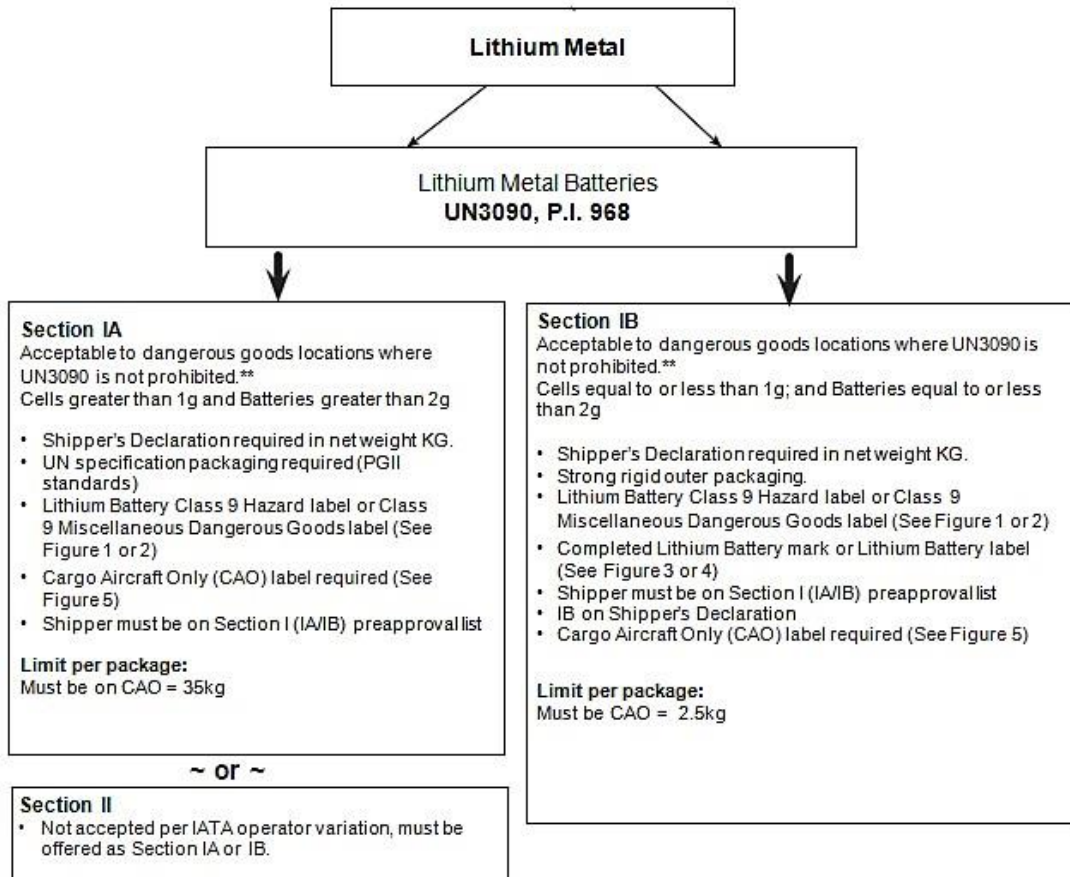 Lithium Metal
Lithium Metal Batteries
UN3090, P.I. 968
Section IA
Acceptable to dangerous goods locations where
UN3090 is not prohibited.**
Cells greater than 1g and Batteries greater than 2g
• Shipper's Declaration required in net weight KG.
• UN specification packaging required (PGII
standards)
• Lithium Battery Class 9 Hazard label or Class
9 Miscellaneous Dangerous Goods label (See
Figure 1 or 2)
• Cargo Aircraft Only (CAO) label required (See
Figure 5)
• Shipper must be on Section I (IA/IB) preapproval list
Limit per package:
Must be on CAO = 35kg
~ or ~
Section II
• Not accepted per IATA operator variation, must be
offered as Section IA or IB.
Section IB
Acceptable to dangerous goods locations where UN3090 is
not prohibited.**
Cells equal to or less than 1g; and Batteries equal to or less
than 2g
• Shipper's Declaration required in net weight KG.
• Strong rigid outer packaging.
• Lithium Battery Class 9 Hazard label or Class 9
Miscellaneous Dangerous Goods label (See Figure 1 or 2)
• Completed Lithium Battery mark or Lithium Battery label
(See Figure 3 or 4)
• Shipper must be on Section I (IA/IB) preapproval list
• IB on Shipper's Declaration
• Cargo Aircraft Only (CAO) label required (See Figure 5)
Limit per package:
Must be CAO = 2.5kg